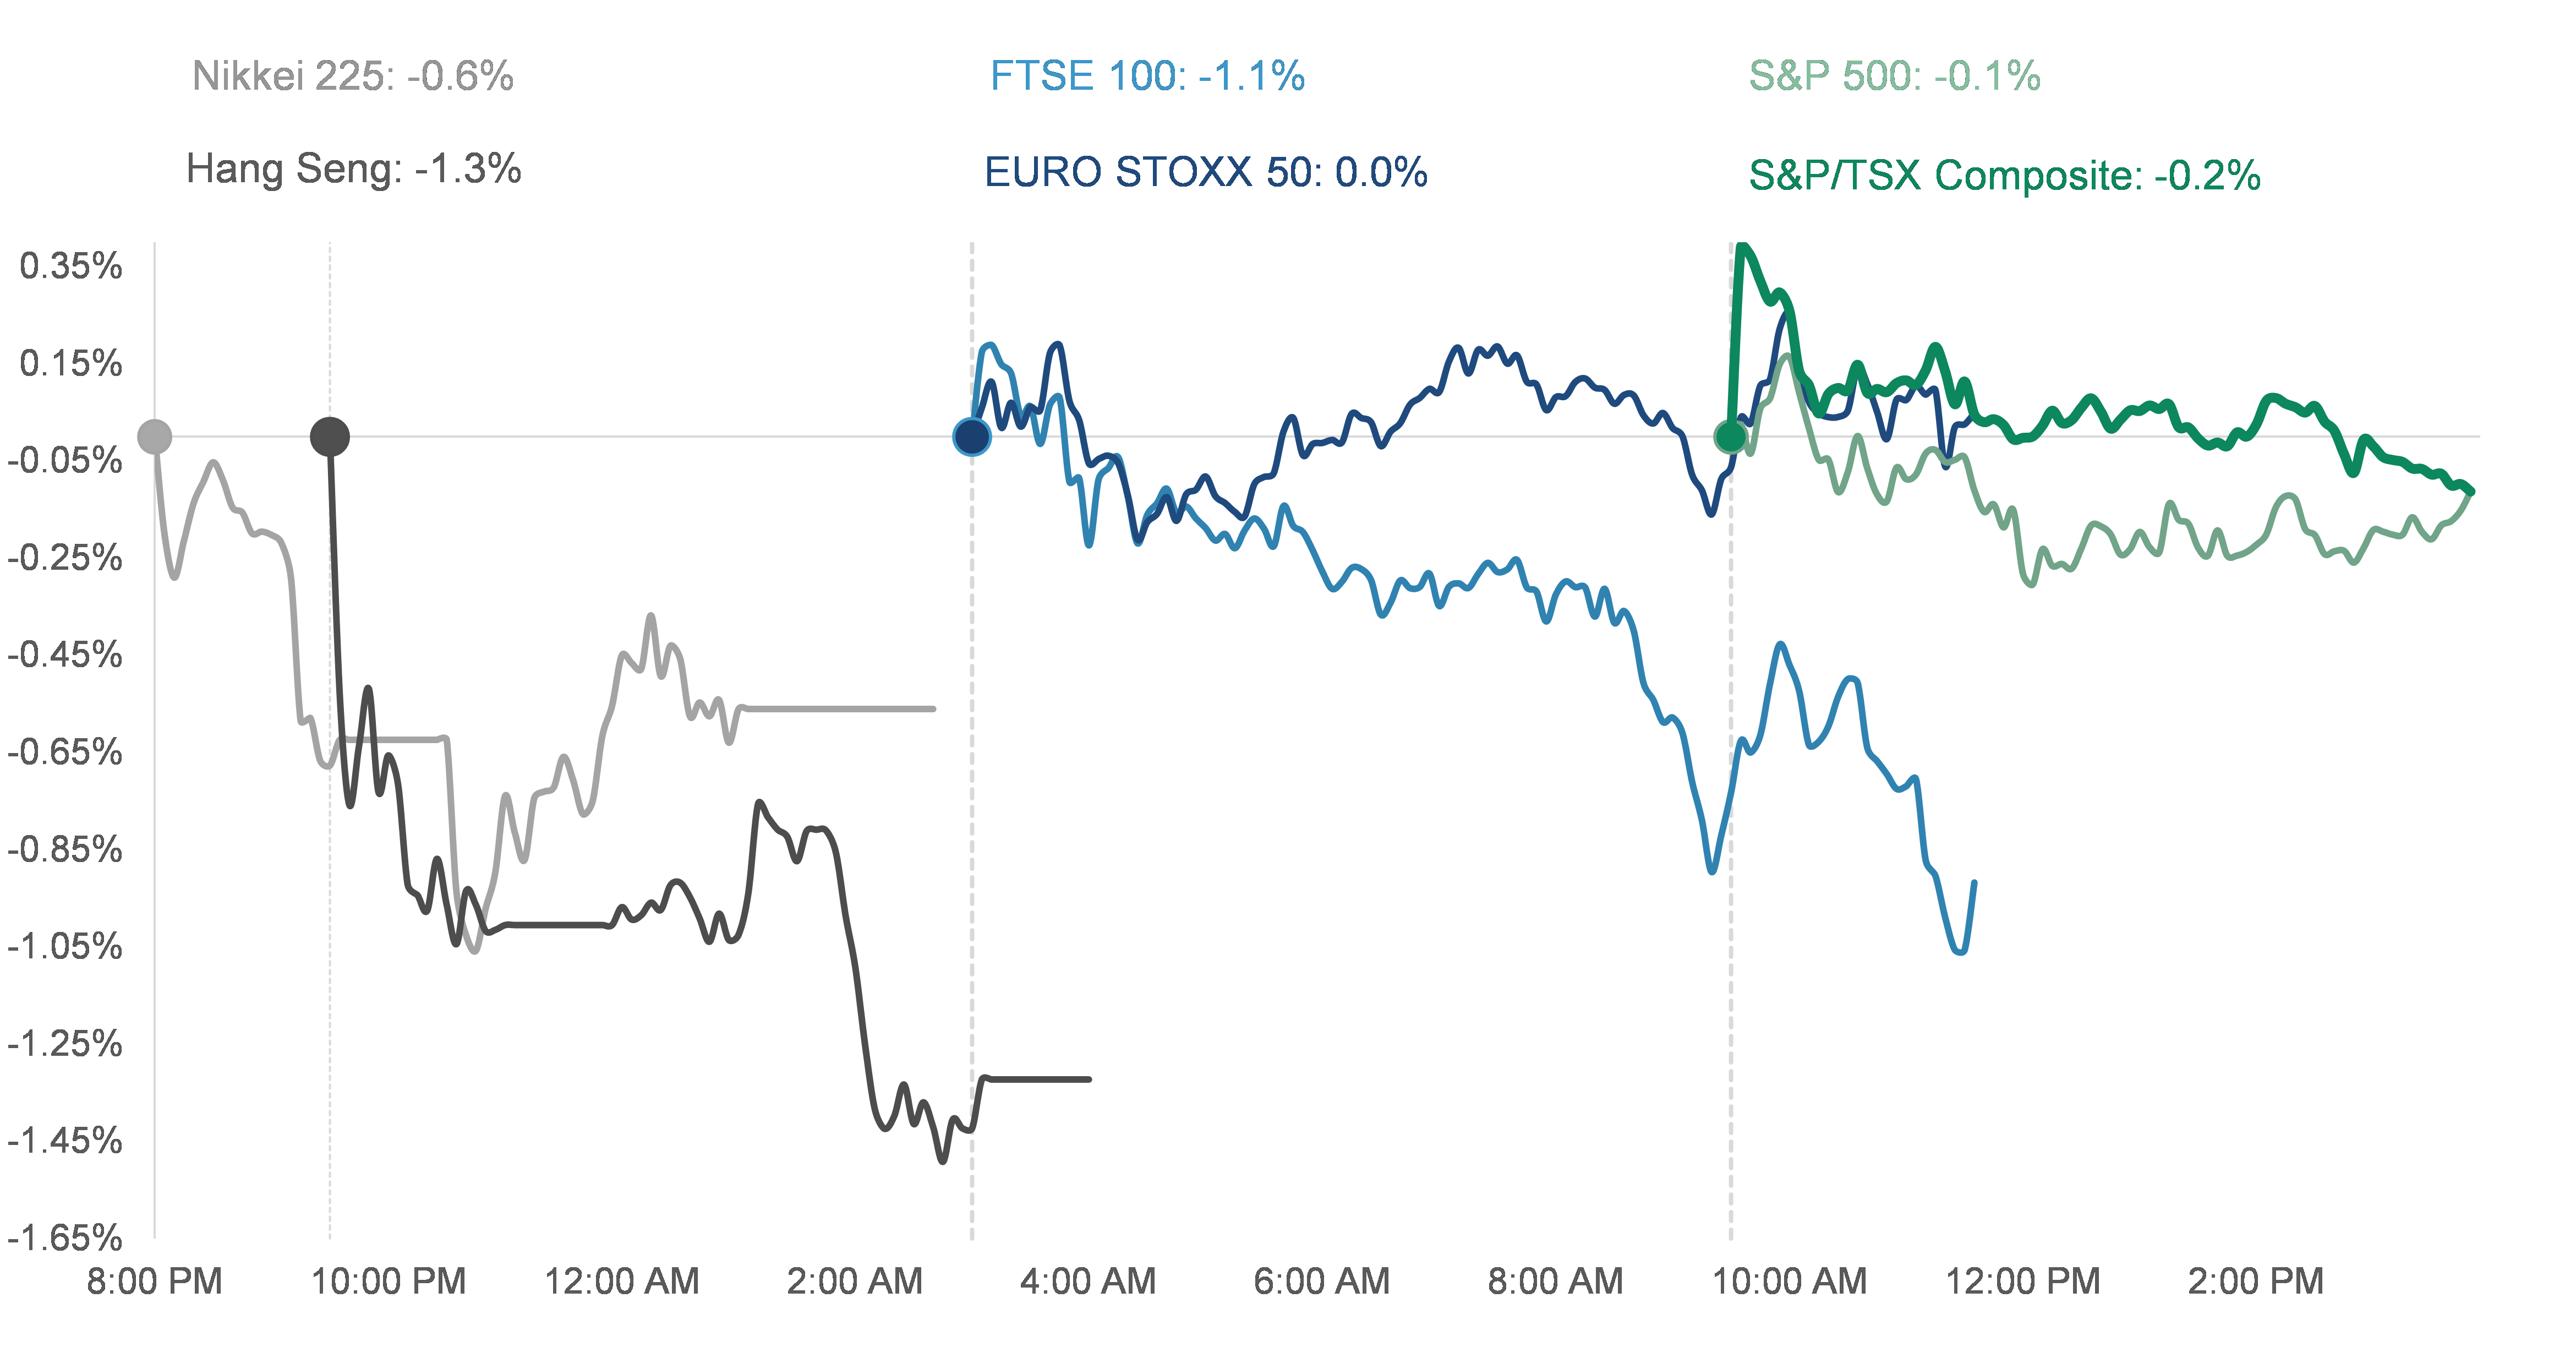 Nikkei 225: -0.6%
FTSE 100: -1.1%
S&P 500: -0.1%
Hang Seng: -1.3%
EURO STOXX 50: 0.0%
S&P/TSX Composite: -0.2%
0.35%
0.15%
-0.05%
-0.25%
-0.45%
-0.65%
-0.85%
-1.05%
-1.25%
-1.45%
-1.65%
8:00 PM
10:00 PM
12:00 AM
2:00 AM
4:00 AM
6:00 AM
8:00 AM
10:00 AM
12:00 PM
2:00 PM